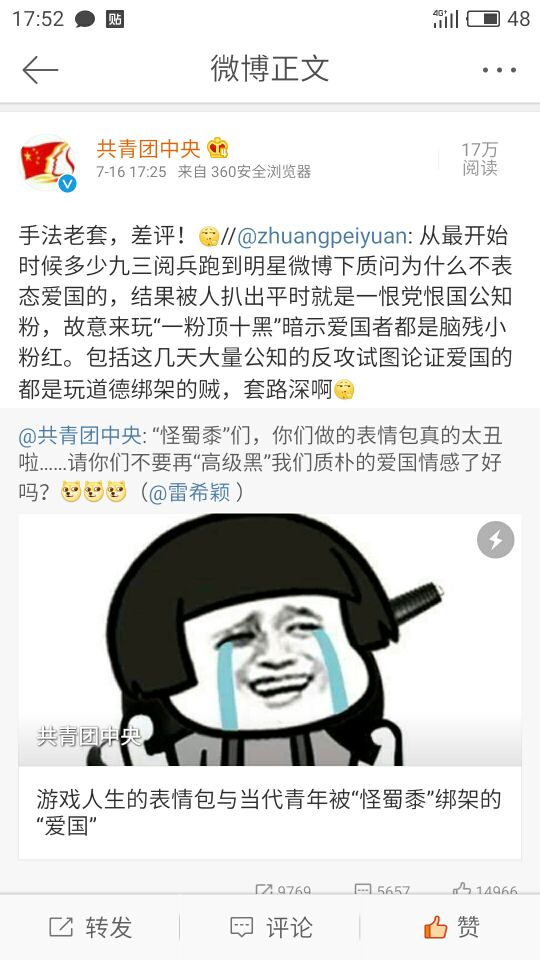 17:52
贴
4G+
48
微博正文
共青团中央
7-16 17:25 来自 360安全浏览器
17万
阅读
手法老套，差评！//@zhuangpeiyuan: 从最开始
时候多少九三阅兵跑到明星微博下质问为什么不表
态爱国的，结果被人扒出平时就是一恨党恨国公知
粉，故意来玩“一粉顶十黑”暗示爱国者都是脑残小
粉红。包括这几天大量公知的反攻试图论证爱国的
都是玩道德绑架的贼，套路深啊
@共青团中央: “怪蜀黍”们，你们做的表情包真的太丑
啦......请你们不要再“高级黑”我们质朴的爱国情感了好
吗？（@雷希颖 ）
共青团中央
游戏人生的表情包与当代青年被“怪蜀黍”绑架的
“爱国”
9769
5657
14966
转发
评论
赞